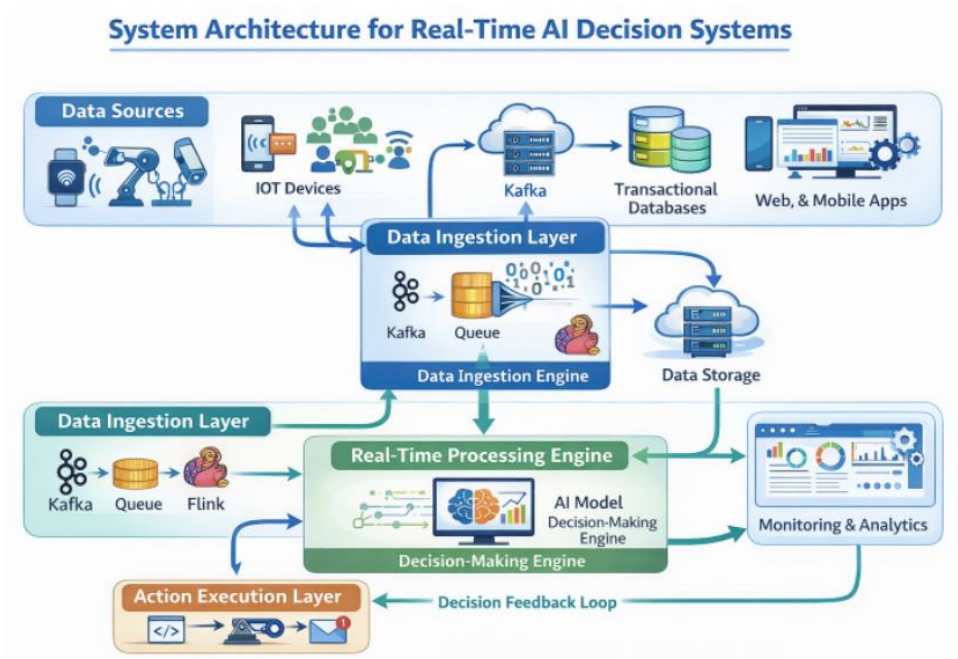 System Architecture for Real-Time AI Decision Systems
Data Sources
IOT Devices
Kafka
Transactional
Databases
Web, & Mobile Apps
Data Ingestion Layer
Kafka
Queue
Data Ingestion Engine
Data Storage
Data Ingestion Layer
Kafka
Queue
Flink
Real-Time Processing Engine
AI Model
Decision-Making
Engine
Decision-Making Engine
Monitoring & Analytics
Action Execution Layer
</>
1
Decision Feedback Loop